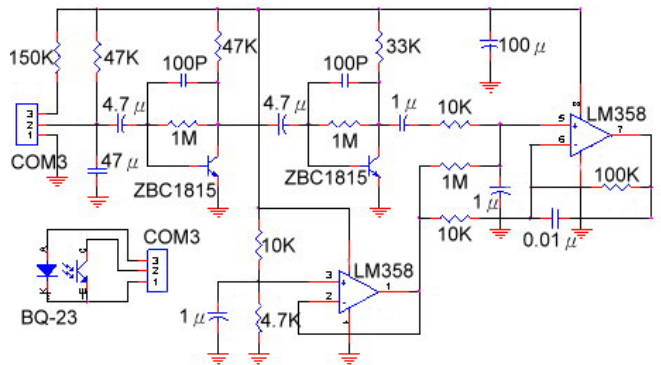 150K
47K
47K
33K
100 μ
100P
100P
3
2
1
4.7 μ
4.7 μ
1 μ
10K
LM358
8
5
+
7
6
-
COM3
1M
1M
47 μ
ZBC1815
ZBC1815
1M
100K
1 μ
COM3
10K
0.01 μ
A
C
3
2
1
10K
LM358
3
+
1
2
-
K
E
BQ-23
1 μ
4.7K